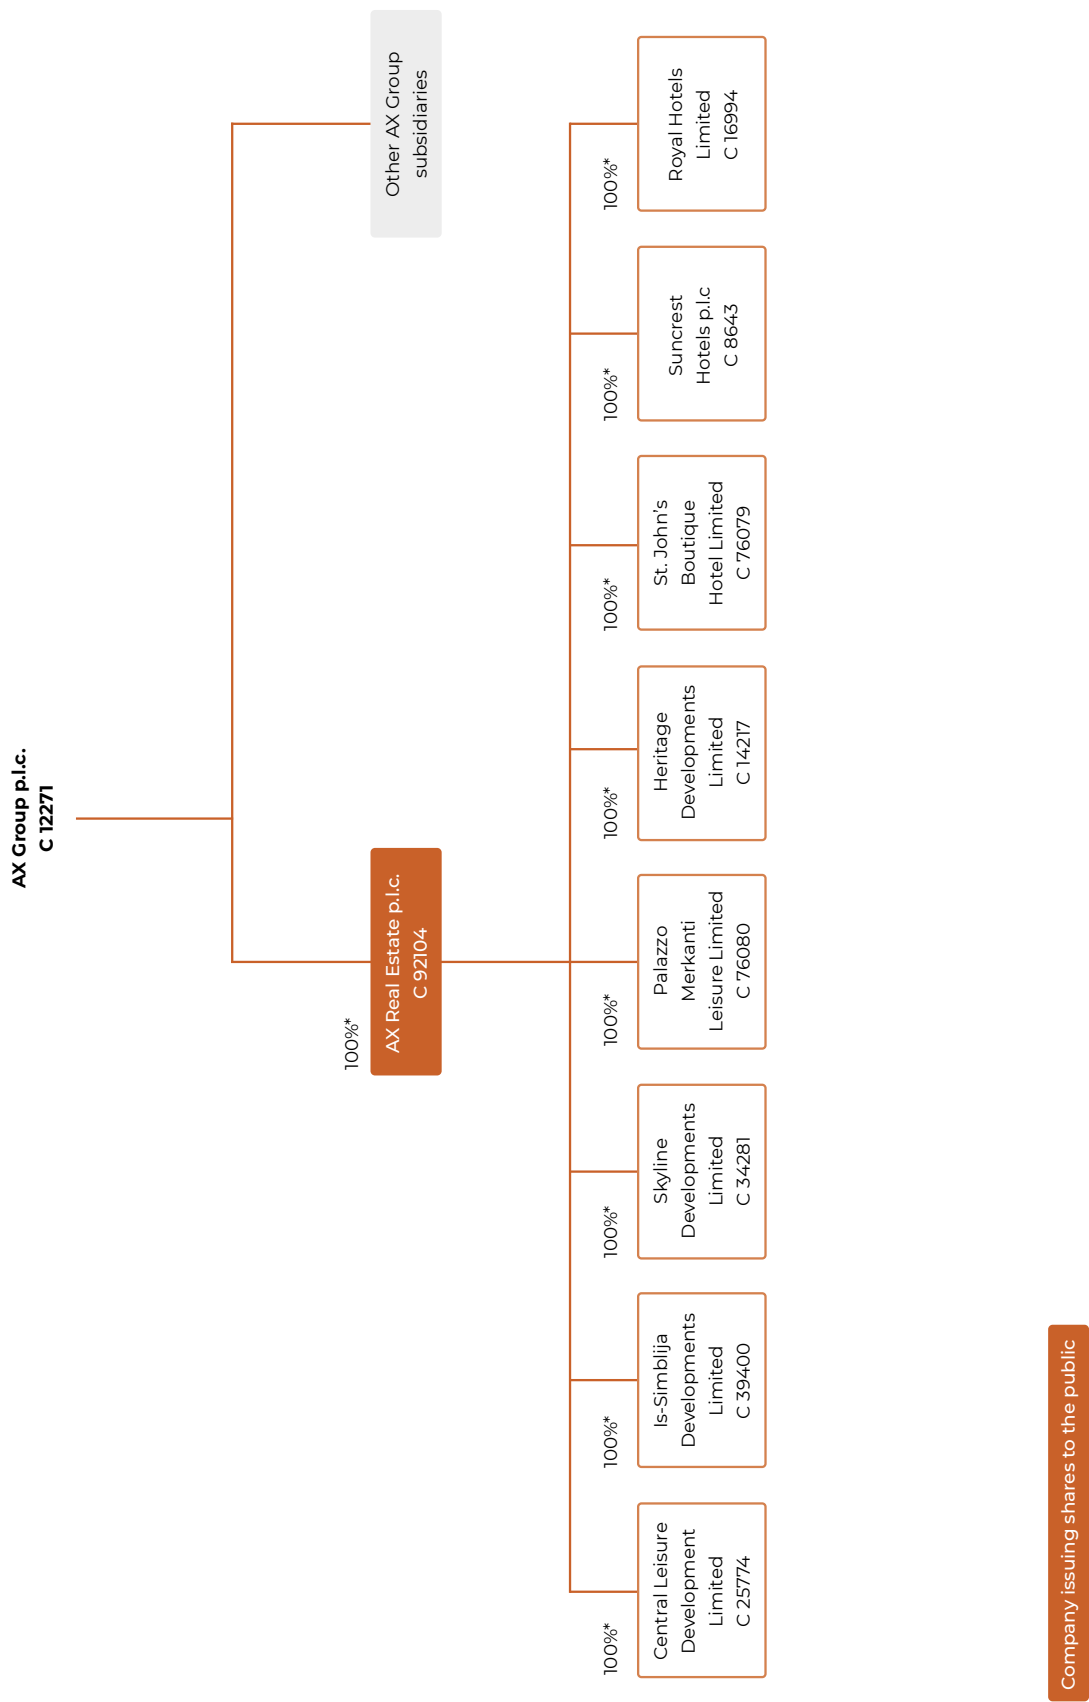 AX Group p.l.c.
C 12271
100%*
AX Real Estate p.l.c.
C 92104
Other AX Group
subsidiaries
100%*
Central Leisure
Development
Limited
C 25774
100%*
Is-Simblija
Developments
Limited
C 39400
100%*
Skyline
Developments
Limited
C 34281
100%*
Palazzo
Merkanti
Leisure Limited
C 76080
100%*
Heritage
Developments
Limited
C 14217
100%*
St. John's
Boutique
Hotel Limited
C 76079
100%*
Suncrest
Hotels p.l.c
C 8643
100%*
Royal Hotels
Limited
C 16994
Company issuing shares to the public